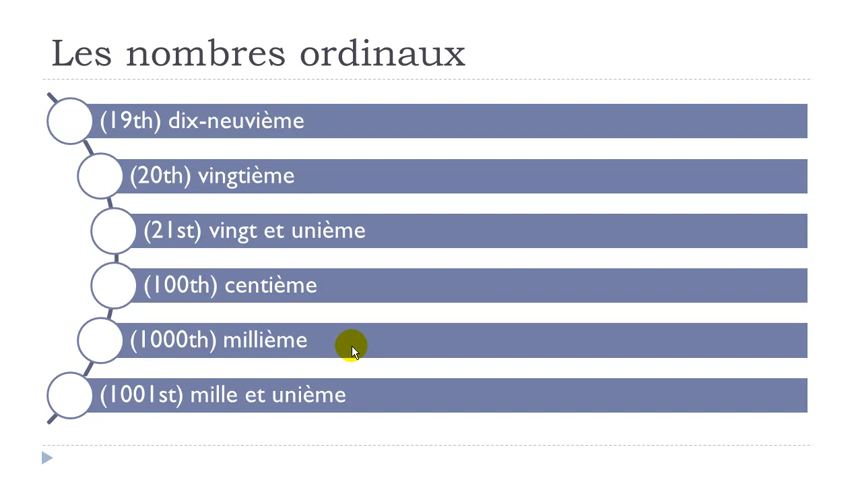 Les nombres ordinaux
(19th) dix-neuvième
(20th) vingtième
(21st) vingt et unième
(100th) centième
(1000th) millième
(1001st) mille et unième